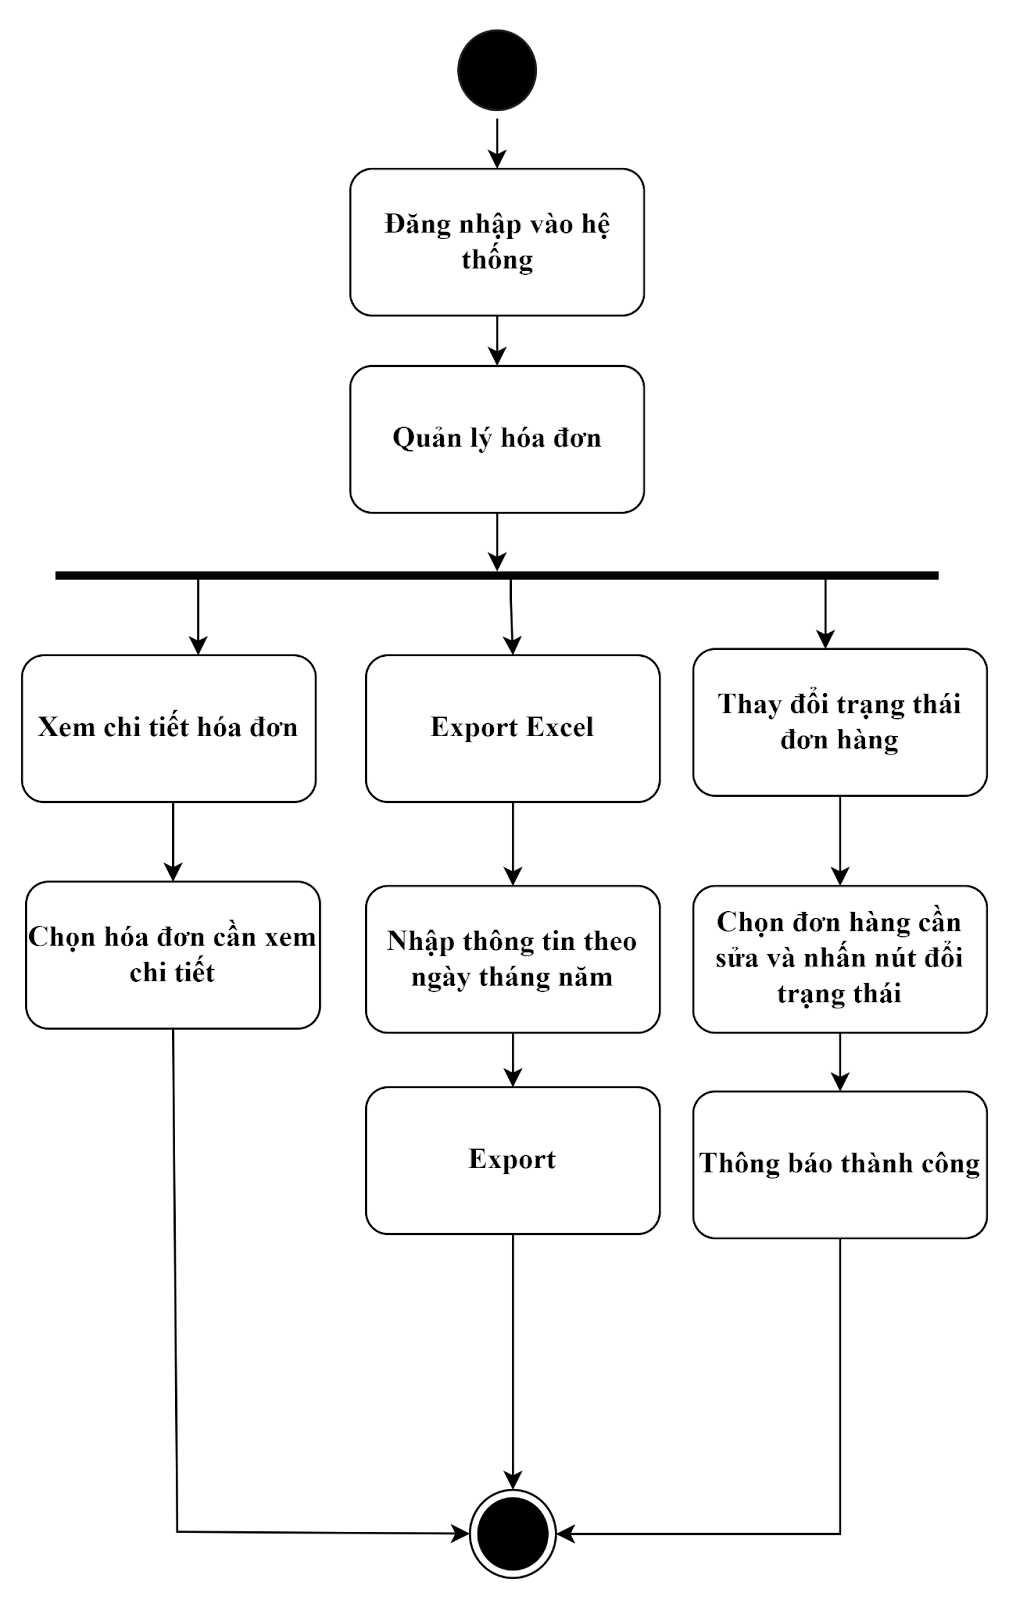 Đăng nhập vào hệ
thống
Quản lý hóa đơn
Xem chi tiết hóa đơn
Export Excel
Thay đổi trạng thái
đơn hàng
Chọn hóa đơn cần xem
chi tiết
Nhập thông tin theo
ngày tháng năm
Chọn đơn hàng cần
sửa và nhấn nút đổi
trạng thái
Export
Thông báo thành công